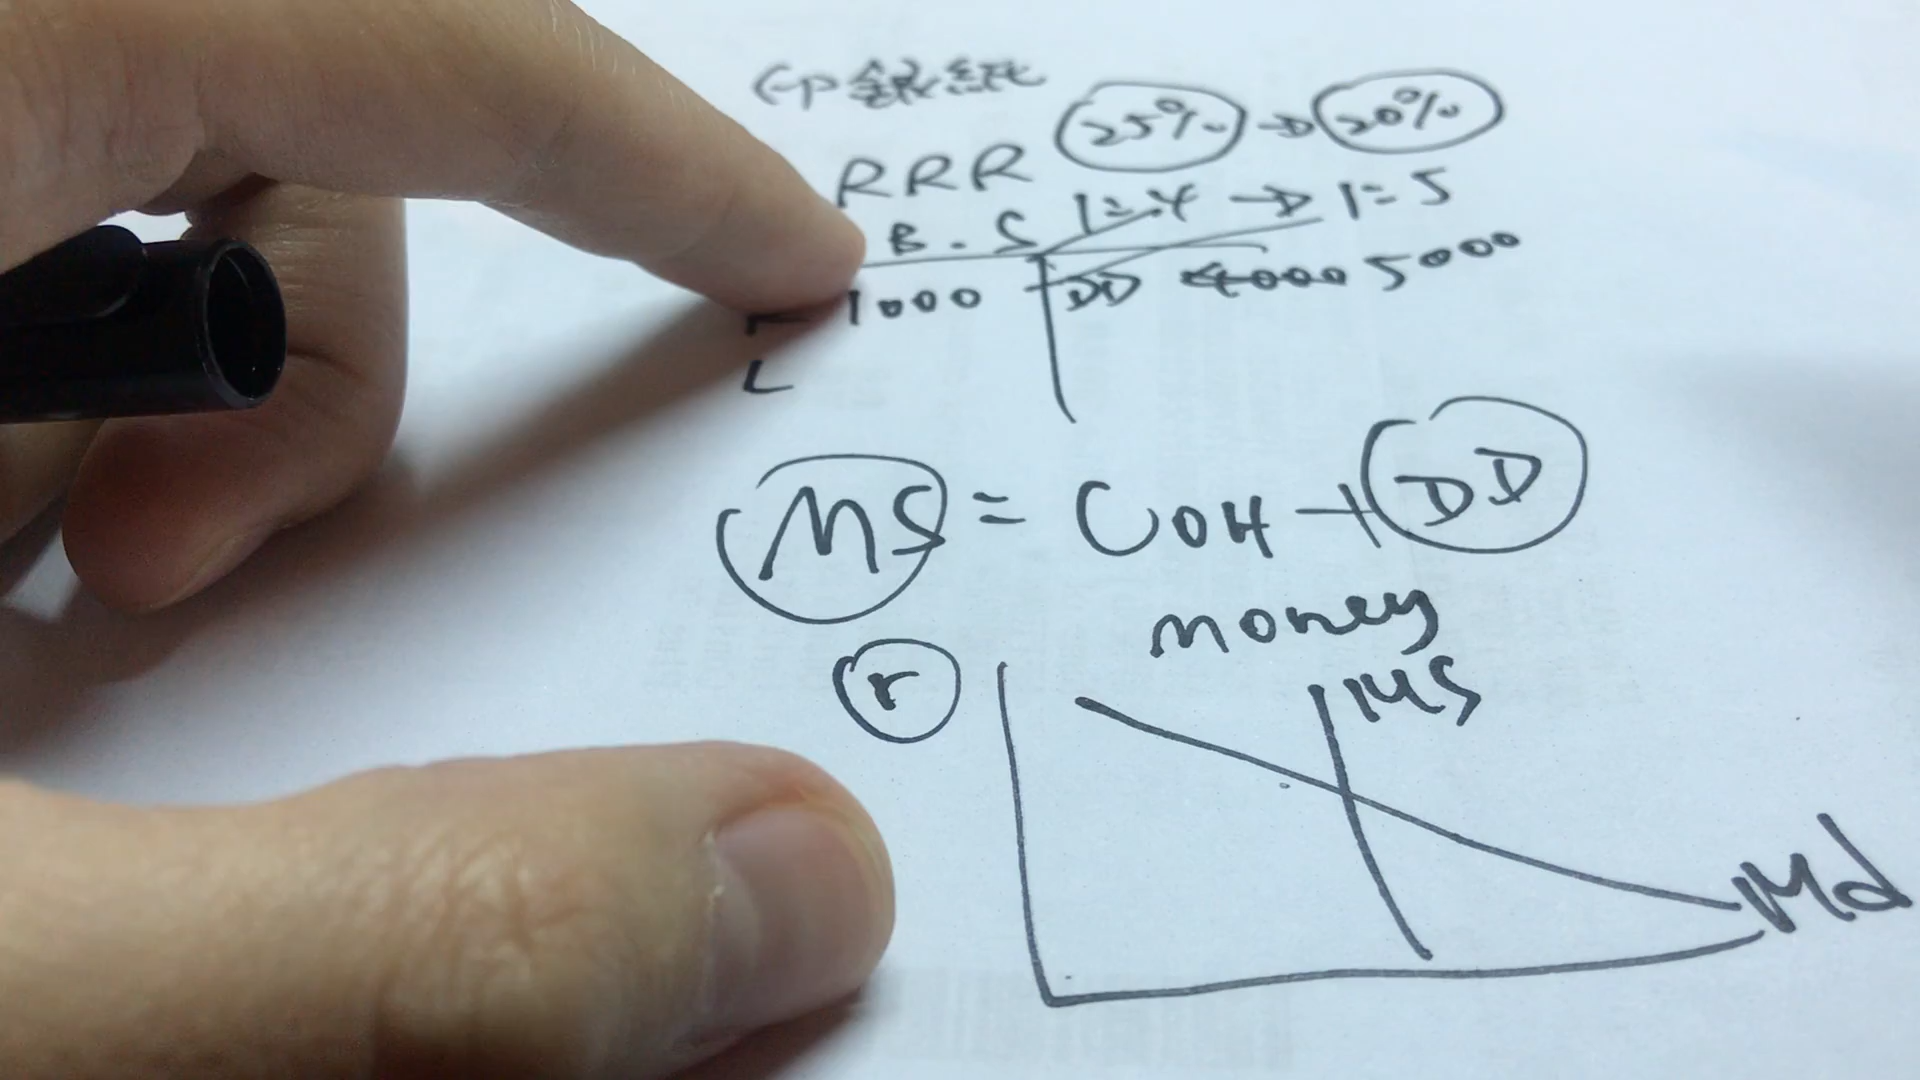 印銀紙
RRR 25% → 20%
B.S 1=4 → 1=5
r 1000 DD 4000 5000
L
MS = COH + DD
money
r MS
Md